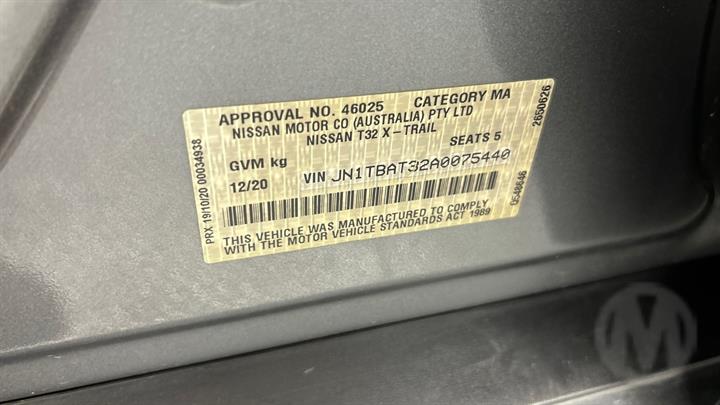 APPROVAL NO. 46025 CATEGORY MA
NISSAN MOTOR CO (AUSTRALIA) PTY LTD
NISSAN T32 X-TRAIL
SEATS 5
GVM kg
12/20 VIN JN1TBAT32A0075440
THIS VEHICLE WAS MANUFACTURED TO COMPLY
WITH THE MOTOR VEHICLE STANDARDS ACT 1989
PRX 19/10/20 00034938
2650626
M